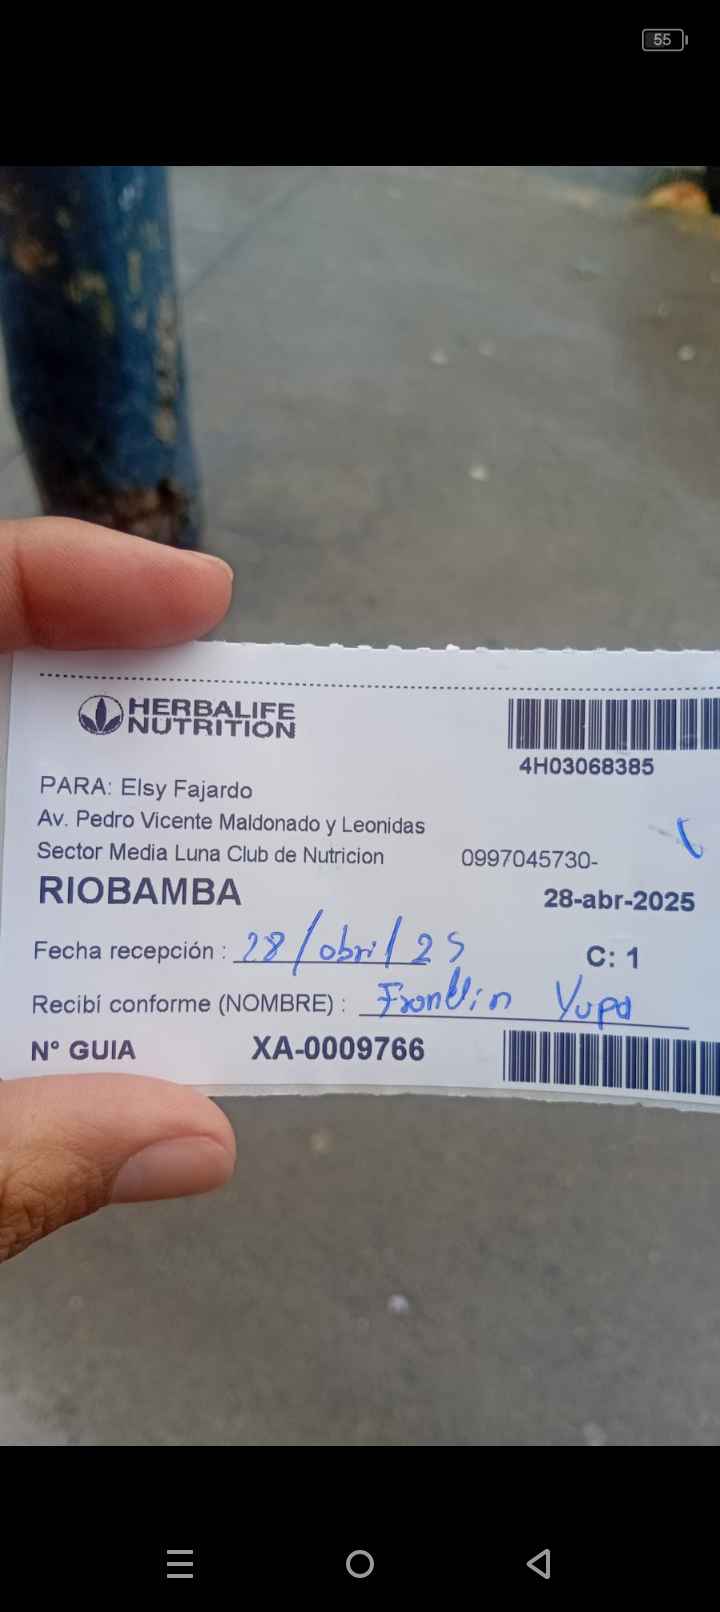 55
HERBALIFE
NUTRITION
4H03068385
PARA: Elsy Fajardo
Av. Pedro Vicente Maldonado y Leonidas
Sector Media Luna Club de Nutricion 0997045730-
RIOBAMBA 28-abr-2025
Fecha recepción : 28/abril/25 C: 1
Recibí conforme (NOMBRE) : Franklin Yupa
N° GUIA XA-0009766